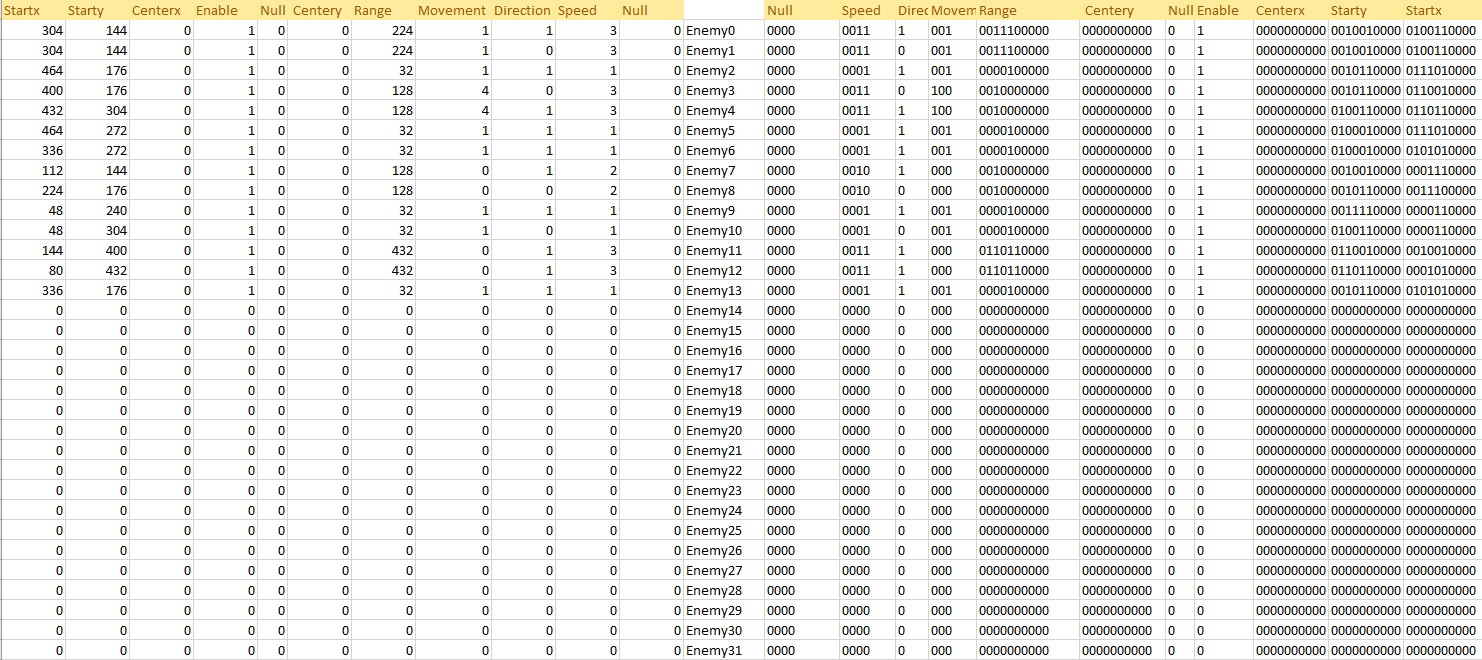 Startx Starty Centerx Enable Null Centery Range Movement Direction Speed Null Null Speed Direc Movem Range Centery Null Enable Centerx Starty Startx
304 144 0 1 0 0 224 1 1 3 0 Enemy0 0000 0011 1 001 0011100000 0000000000 0 1 0000000000 0010010000 0100110000
304 144 0 1 0 0 224 1 0 3 0 Enemy1 0000 0011 0 001 0011100000 0000000000 0 1 0000000000 0010010000 0100110000
464 176 0 1 0 0 32 1 1 1 0 Enemy2 0000 0001 1 001 0000100000 0000000000 0 1 0000000000 0010110000 0111010000
400 176 0 1 0 0 128 4 0 3 0 Enemy3 0000 0011 0 100 0010000000 0000000000 0 1 0000000000 0010110000 0110010000
432 304 0 1 0 0 128 4 1 3 0 Enemy4 0000 0011 1 100 0010000000 0000000000 0 1 0000000000 0100110000 0110110000
464 272 0 1 0 0 32 1 1 1 0 Enemy5 0000 0001 1 001 0000100000 0000000000 0 1 0000000000 0100010000 0111010000
336 272 0 1 0 0 32 1 1 1 0 Enemy6 0000 0001 1 001 0000100000 0000000000 0 1 0000000000 0100010000 0101010000
112 144 0 1 0 0 128 0 1 2 0 Enemy7 0000 0010 1 000 0010000000 0000000000 0 1 0000000000 0010010000 0001110000
224 176 0 1 0 0 128 0 0 2 0 Enemy8 0000 0010 0 000 0010000000 0000000000 0 1 0000000000 0010110000 0011100000
48 240 0 1 0 0 32 1 1 1 0 Enemy9 0000 0001 1 001 0000100000 0000000000 0 1 0000000000 0011110000 0000110000
48 304 0 1 0 0 32 1 0 1 0 Enemy10 0000 0001 0 001 0000100000 0000000000 0 1 0000000000 0100110000 0000110000
144 400 0 1 0 0 432 0 1 3 0 Enemy11 0000 0011 1 000 0110110000 0000000000 0 1 0000000000 0110010000 0010010000
80 432 0 1 0 0 432 0 1 3 0 Enemy12 0000 0011 1 000 0110110000 0000000000 0 1 0000000000 0110110000 0001010000
336 176 0 1 0 0 32 1 1 1 0 Enemy13 0000 0001 1 001 0000100000 0000000000 0 1 0000000000 0010110000 0101010000
0 0 0 0 0 0 0 0 0 0 0 Enemy14 0000 0000 0 000 0000000000 0000000000 0 0 0000000000 0000000000 0000000000
0 0 0 0 0 0 0 0 0 0 0 Enemy15 0000 0000 0 000 0000000000 0000000000 0 0 0000000000 0000000000 0000000000
0 0 0 0 0 0 0 0 0 0 0 Enemy16 0000 0000 0 000 0000000000 0000000000 0 0 0000000000 0000000000 0000000000
0 0 0 0 0 0 0 0 0 0 0 Enemy17 0000 0000 0 000 0000000000 0000000000 0 0 0000000000 0000000000 0000000000
0 0 0 0 0 0 0 0 0 0 0 Enemy18 0000 0000 0 000 0000000000 0000000000 0 0 0000000000 0000000000 0000000000
0 0 0 0 0 0 0 0 0 0 0 Enemy19 0000 0000 0 000 0000000000 0000000000 0 0 0000000000 0000000000 0000000000
0 0 0 0 0 0 0 0 0 0 0 Enemy20 0000 0000 0 000 0000000000 0000000000 0 0 0000000000 0000000000 0000000000
0 0 0 0 0 0 0 0 0 0 0 Enemy21 0000 0000 0 000 0000000000 0000000000 0 0 0000000000 0000000000 0000000000
0 0 0 0 0 0 0 0 0 0 0 Enemy22 0000 0000 0 000 0000000000 0000000000 0 0 0000000000 0000000000 0000000000
0 0 0 0 0 0 0 0 0 0 0 Enemy23 0000 0000 0 000 0000000000 0000000000 0 0 0000000000 0000000000 0000000000
0 0 0 0 0 0 0 0 0 0 0 Enemy24 0000 0000 0 000 0000000000 0000000000 0 0 0000000000 0000000000 0000000000
0 0 0 0 0 0 0 0 0 0 0 Enemy25 0000 0000 0 000 0000000000 0000000000 0 0 0000000000 0000000000 0000000000
0 0 0 0 0 0 0 0 0 0 0 Enemy26 0000 0000 0 000 0000000000 0000000000 0 0 0000000000 0000000000 0000000000
0 0 0 0 0 0 0 0 0 0 0 Enemy27 0000 0000 0 000 0000000000 0000000000 0 0 0000000000 0000000000 0000000000
0 0 0 0 0 0 0 0 0 0 0 Enemy28 0000 0000 0 000 0000000000 0000000000 0 0 0000000000 0000000000 0000000000
0 0 0 0 0 0 0 0 0 0 0 Enemy29 0000 0000 0 000 0000000000 0000000000 0 0 0000000000 0000000000 0000000000
0 0 0 0 0 0 0 0 0 0 0 Enemy30 0000 0000 0 000 0000000000 0000000000 0 0 0000000000 0000000000 0000000000
0 0 0 0 0 0 0 0 0 0 0 Enemy31 0000 0000 0 000 0000000000 0000000000 0 0 0000000000 0000000000 0000000000